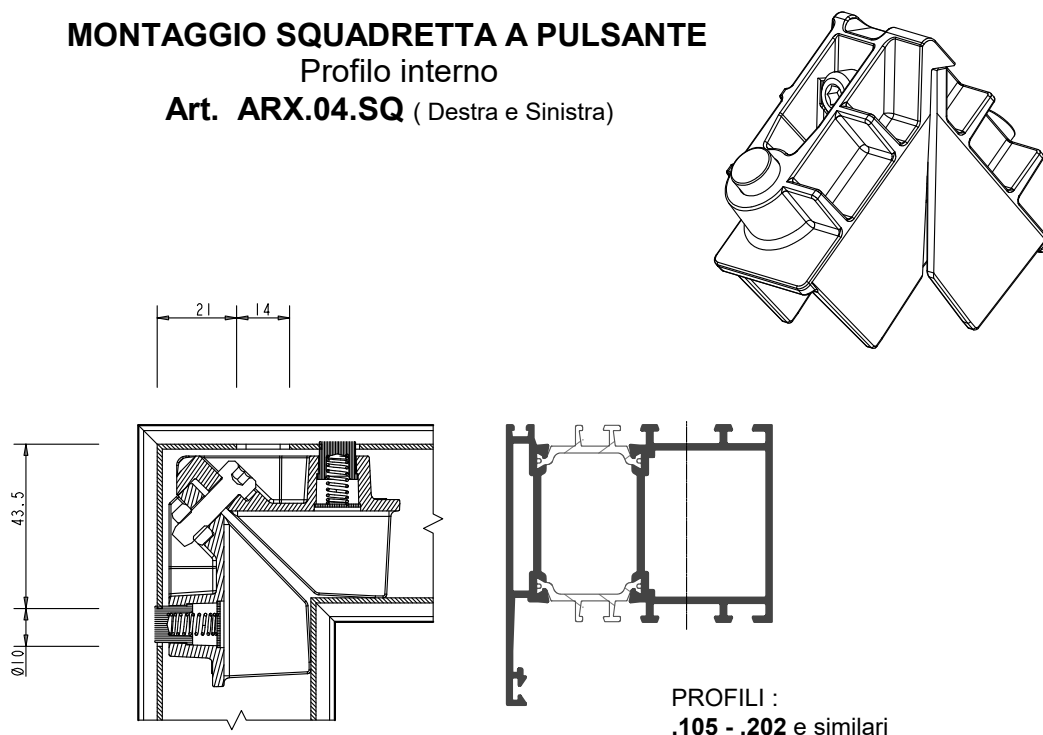 MONTAGGIO SQUADRETTA A PULSANTE
Profilo interno
Art. ARX.04.SQ ( Destra e Sinistra)
21
14
43.5
Ø10
PROFILI :
.105 - .202 e similari